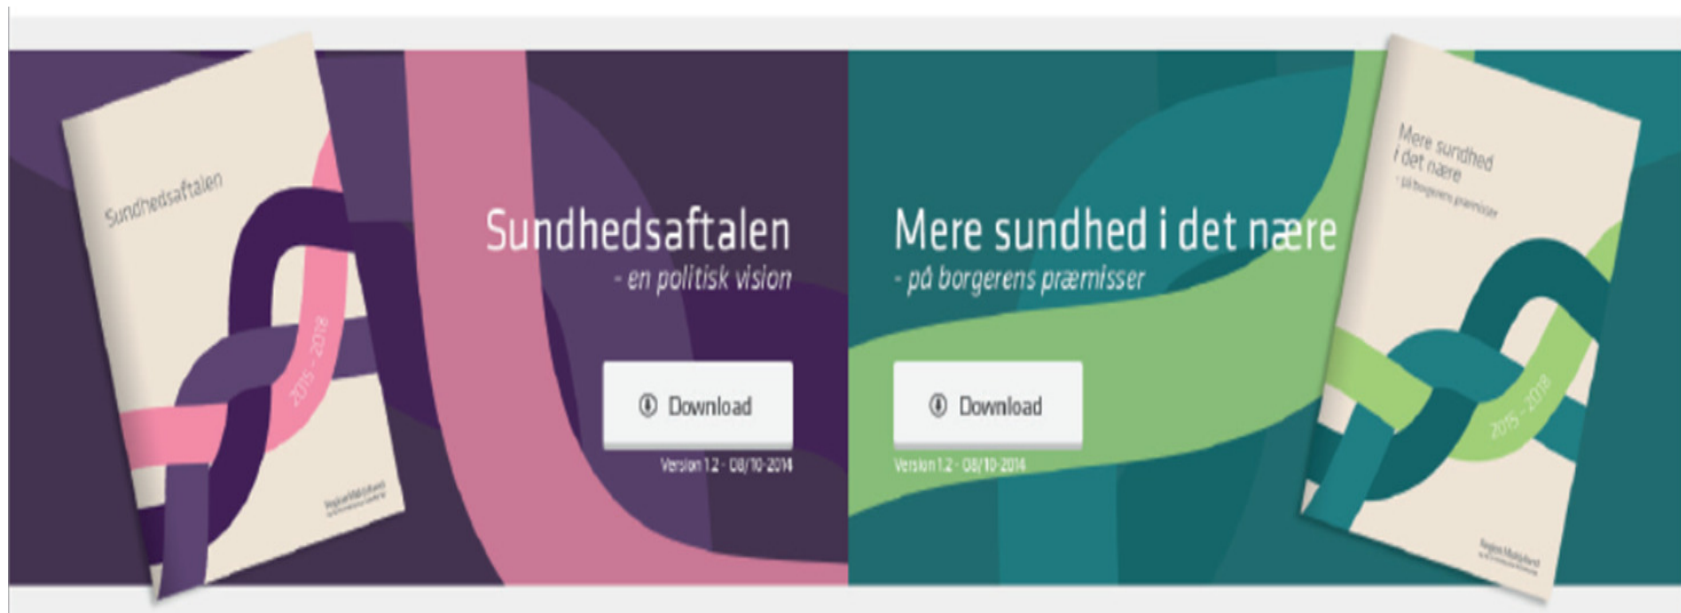 Sundhedsaftalen
2015 - 2018
Sundhedsaftalen
- en politisk vision
Download
Version 1.2 - 08/10-2014
Mere sundhed i det nære
- på borgerens præmisser
Download
Version 1.2 - 08/10-2014
Mere sundhed
i det nære
- på borgerens præmisser
2015 - 2018